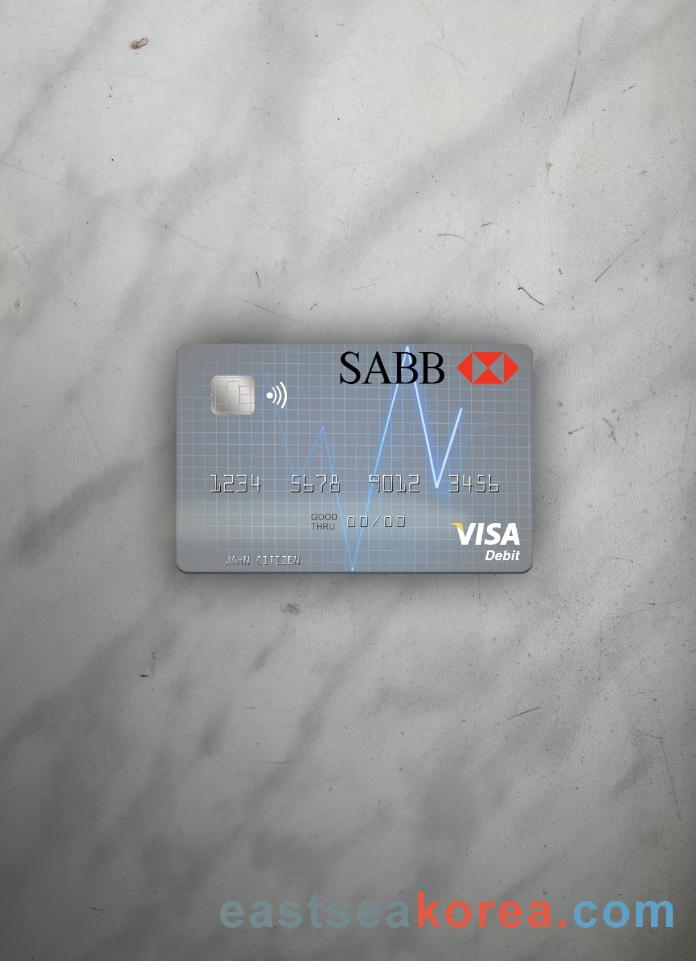 SABB
1234 5678 9012 3456
GOOD THRU 00/00
VISA
Debit
JOHN CITIZEN
eastseakorea.com